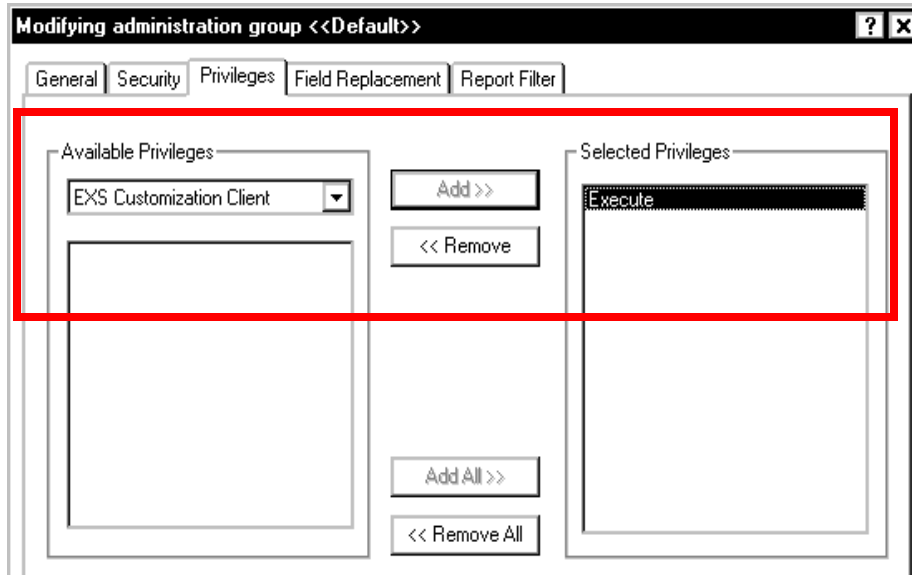 Modifying administration group <<Default>>
General Security Privileges Field Replacement Report Filter
Available Privileges
EXS Customization Client
Add >>
<< Remove
Add All >>
<< Remove All
Selected Privileges
Execute